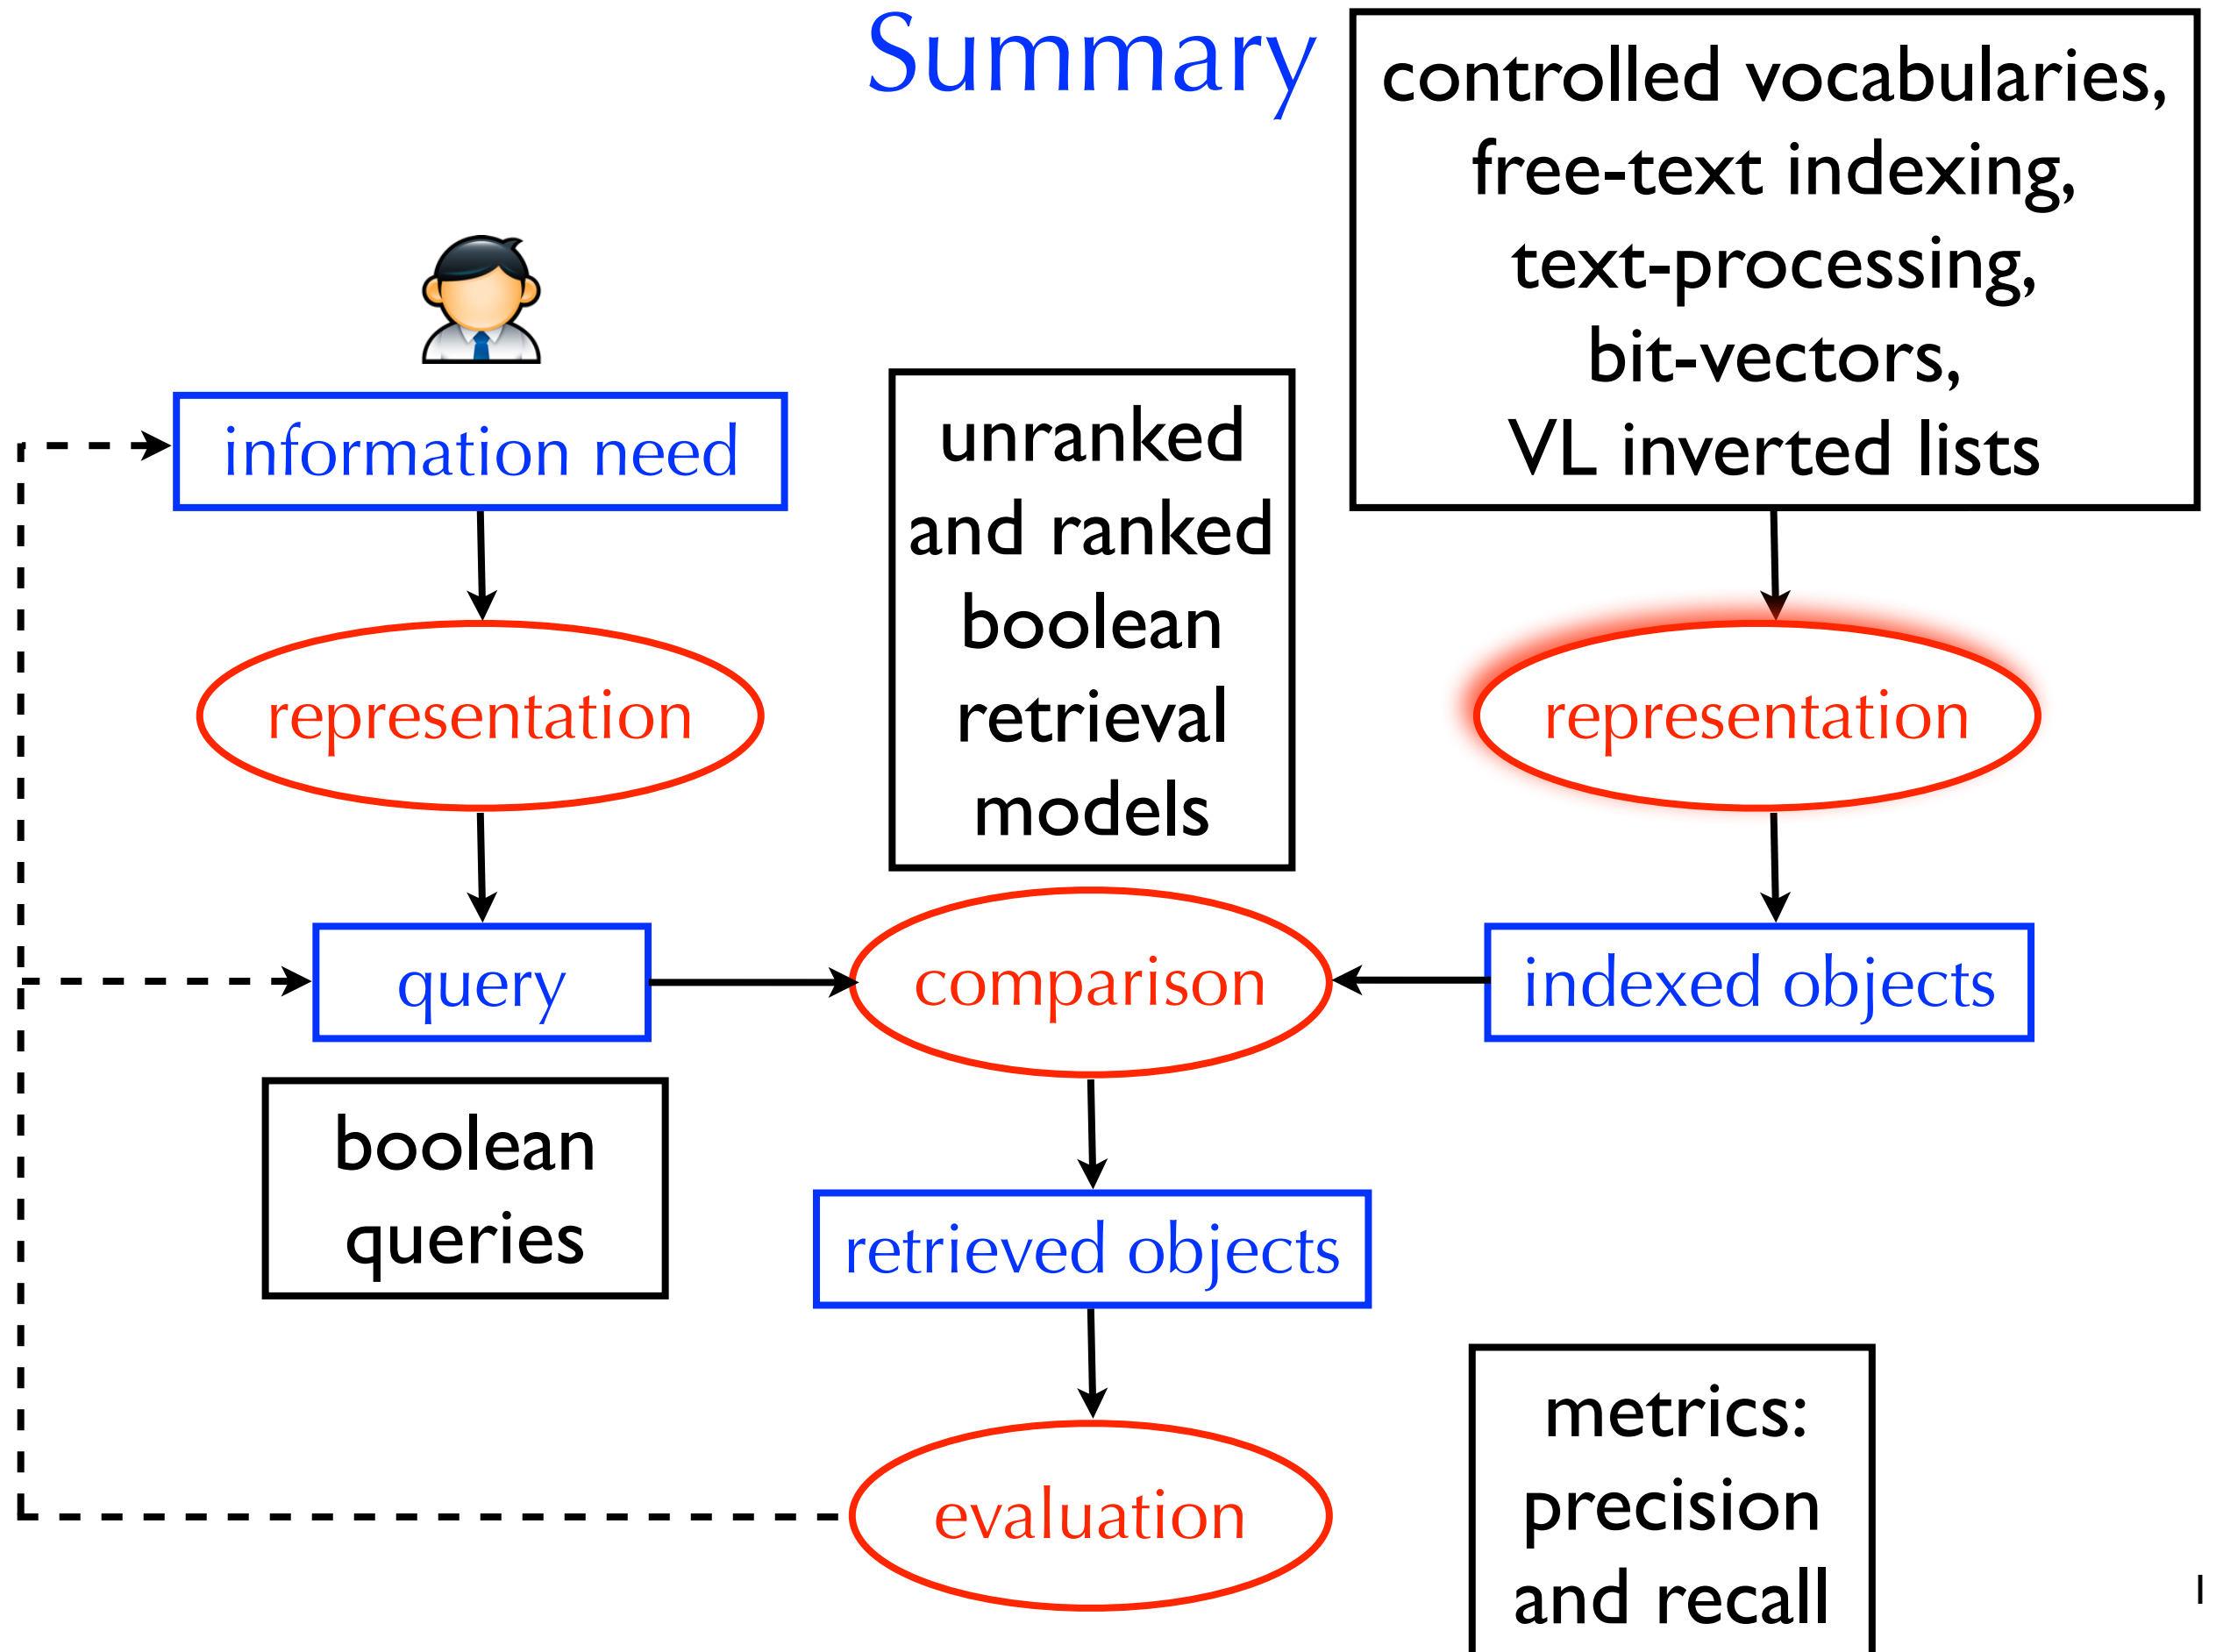 Summary
controlled vocabularies,
free-text indexing,
text-processing,
bit-vectors,
VL inverted lists
information need
unranked
and ranked
boolean
retrieval
models
representation
representation
query
comparison
indexed objects
boolean
queries
retrieved objects
metrics:
precision
and recall
evaluation
1